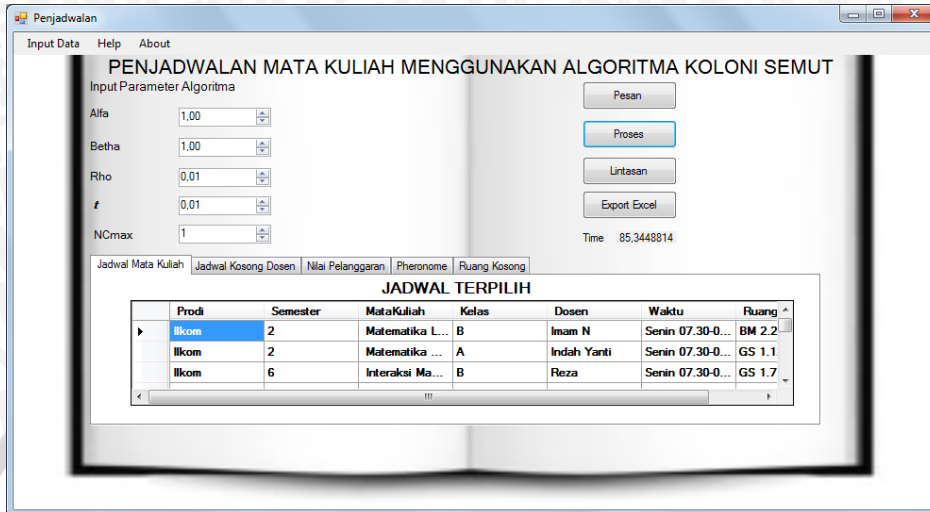 Penjadwalan
Input Data Help About
PENJADWALAN MATA KULIAH MENGGUNAKAN ALGORITMA KOLONI SEMUT
Input Parameter Algoritma
Alfa 1,00
Betha 1,00
Rho 0,01
t 0,01
NCmax 1
Pesan
Proses
Lintasan
Export Excel
Time 85,3448814
Jadwal Mata Kuliah Jadwal Kosong Dosen Nilai Pelanggaran Pheronome Ruang Kosong
JADWAL TERPILIH
Prodi Semester MataKuliah Kelas Dosen Waktu Ruang
Ilkom 2 Matematika L... B Imam N Senin 07.30-0... BM 2.2
Ilkom 2 Matematika ... A Indah Yanti Senin 07.30-0... GS 1.1
Ilkom 6 Interaksi Ma... B Reza Senin 07.30-0... GS 1.7